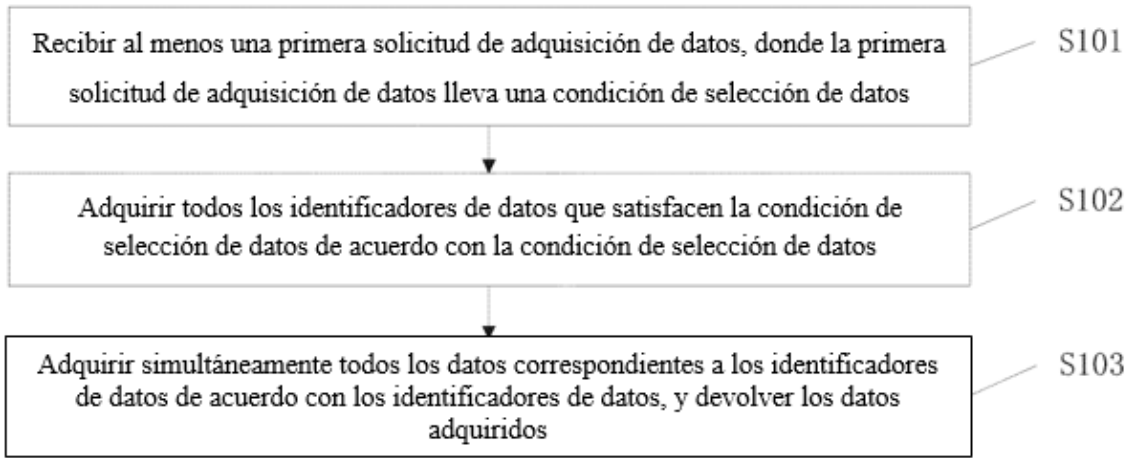 Recibir al menos una primera solicitud de adquisición de datos, donde la primera
solicitud de adquisición de datos lleva una condición de selección de datos
S101
Adquirir todos los identificadores de datos que satisfacen la condición de
selección de datos de acuerdo con la condición de selección de datos
S102
Adquirir simultáneamente todos los datos correspondientes a los identificadores
de datos de acuerdo con los identificadores de datos, y devolver los datos
adquiridos
S103